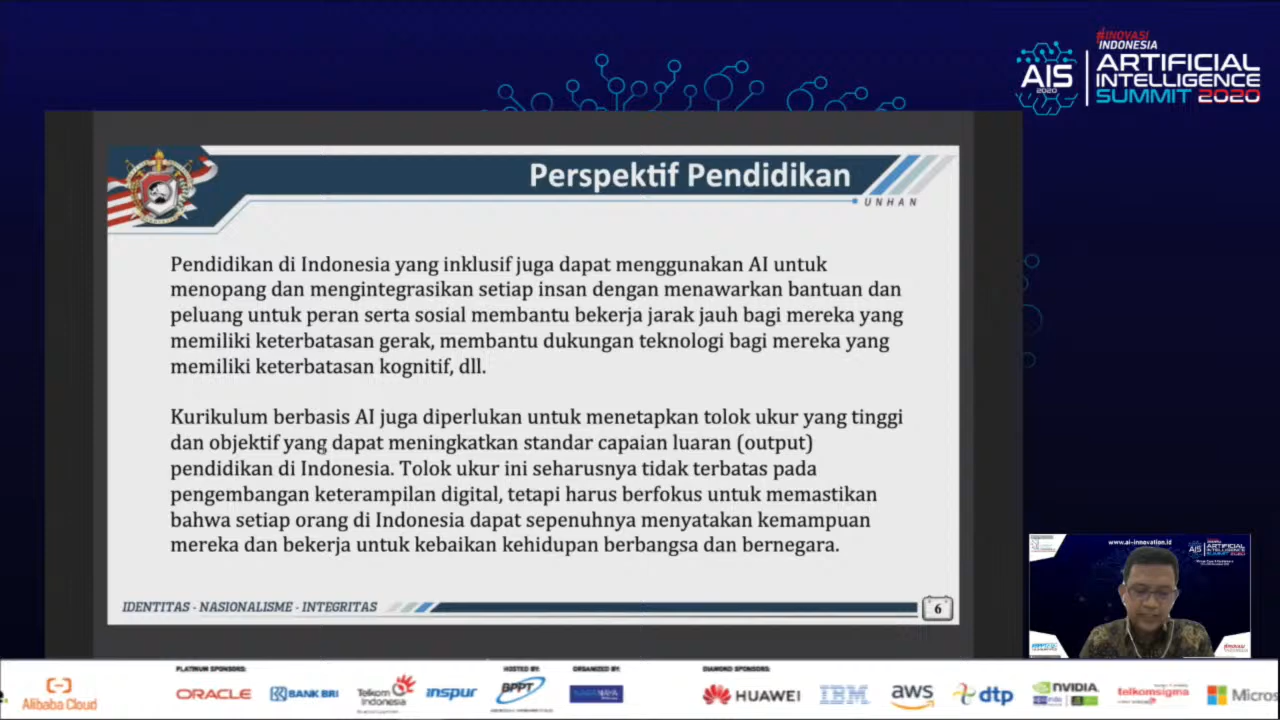 #INOVASI
INDONESIA
AIS
2020
ARTIFICIAL
INTELLIGENCE
SUMMIT 2020
Perspektif Pendidikan
UNHAN
Pendidikan di Indonesia yang inklusif juga dapat menggunakan AI untuk
menopang dan mengintegrasikan setiap insan dengan menawarkan bantuan dan
peluang untuk peran serta sosial membantu bekerja jarak jauh bagi mereka yang
memiliki keterbatasan gerak, membantu dukungan teknologi bagi mereka yang
memiliki keterbatasan kognitif, dll.
Kurikulum berbasis AI juga diperlukan untuk menetapkan tolok ukur yang tinggi
dan objektif yang dapat meningkatkan standar capaian luaran (output)
pendidikan di Indonesia. Tolok ukur ini seharusnya tidak terbatas pada
pengembangan keterampilan digital, tetapi harus berfokus untuk memastikan
bahwa setiap orang di Indonesia dapat sepenuhnya menyatakan kemampuan
mereka dan bekerja untuk kebaikan kehidupan berbangsa dan bernegara.
IDENTITAS - NASIONALISME - INTEGRITAS
6
www.ai-innovation.id
AIS
ARTIFICIAL
INTELLIGENCE
SUMMIT 2020
PLATINUM SPONSORS:
HOSTED BY:
ORGANIZED BY:
DIAMOND SPONSORS:
Alibaba Cloud
ORACLE
BANK BRI
Telkom
Indonesia
inspur
BPPT
HUAWEI
IBM
aws
dtp
NVIDIA
telkomsigma
Micros